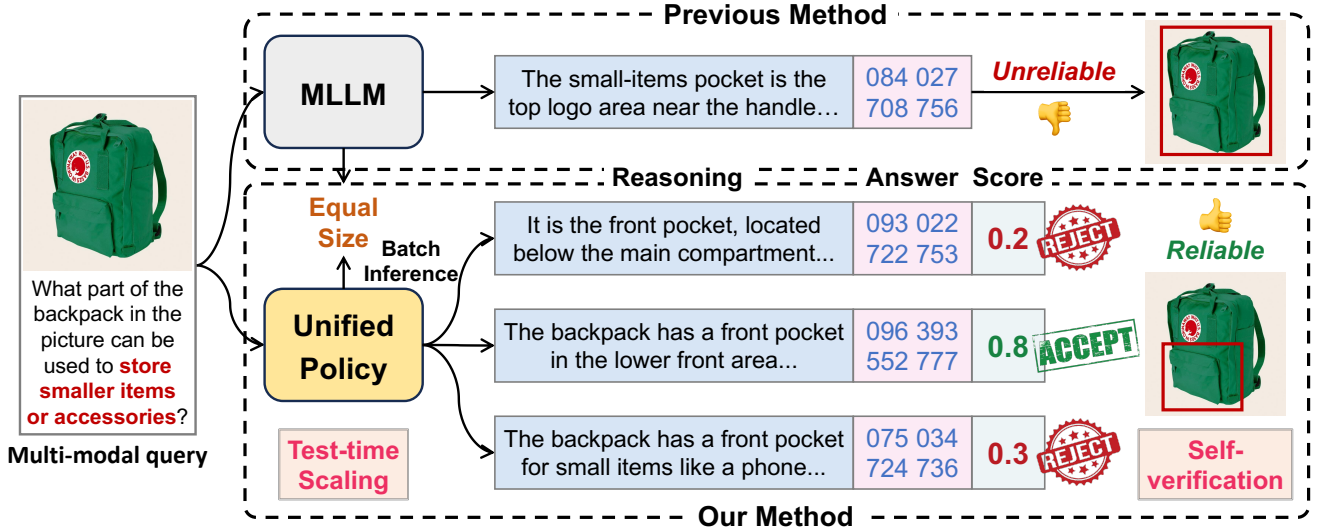 Previous Method
MLLM
The small-items pocket is the
top logo area near the handle…
084 027
708 756
Unreliable
What part of the
backpack in the
picture can be
used to store
smaller items
or accessories?
Multi-modal query
Reasoning
Answer
Score
Equal
Size
Batch
Inference
Unified
Policy
Test-time
Scaling
It is the front pocket, located
below the main compartment...
093 022
722 753
0.2
REJECT
The backpack has a front pocket
in the lower front area...
096 393
552 777
0.8
ACCEPT
The backpack has a front pocket
for small items like a phone...
075 034
724 736
0.3
REJECT
Reliable
Self-
verification
Our Method